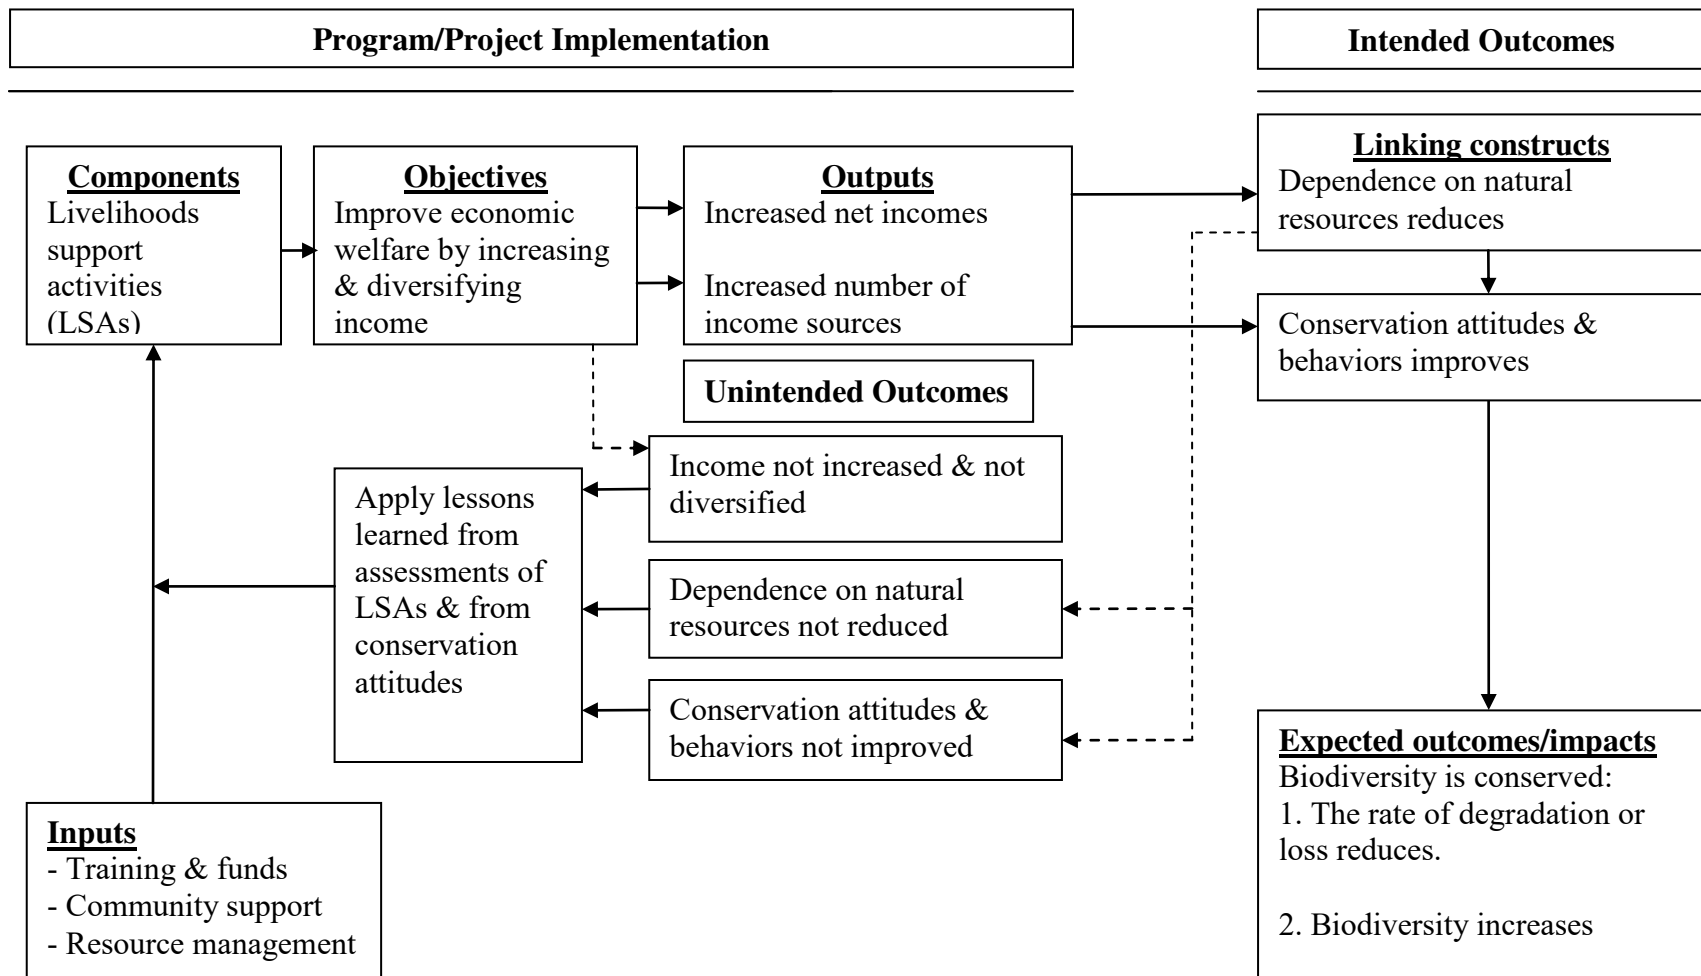 Program/Project Implementation
Intended Outcomes
Components
Livelihoods
support
activities
(LSAs)
Objectives
Improve economic
welfare by increasing
& diversifying
income
Outputs
Increased net incomes
Increased number of
income sources
Linking constructs
Dependence on natural
resources reduces
Conservation attitudes &
behaviors improves
Unintended Outcomes
Income not increased & not
diversified
Dependence on natural
resources not reduced
Conservation attitudes &
behaviors not improved
Apply lessons
learned from
assessments of
LSAs & from
conservation
attitudes
Inputs
- Training & funds
- Community support
- Resource management
Expected outcomes/impacts
Biodiversity is conserved:
1. The rate of degradation or
loss reduces.
2. Biodiversity increases